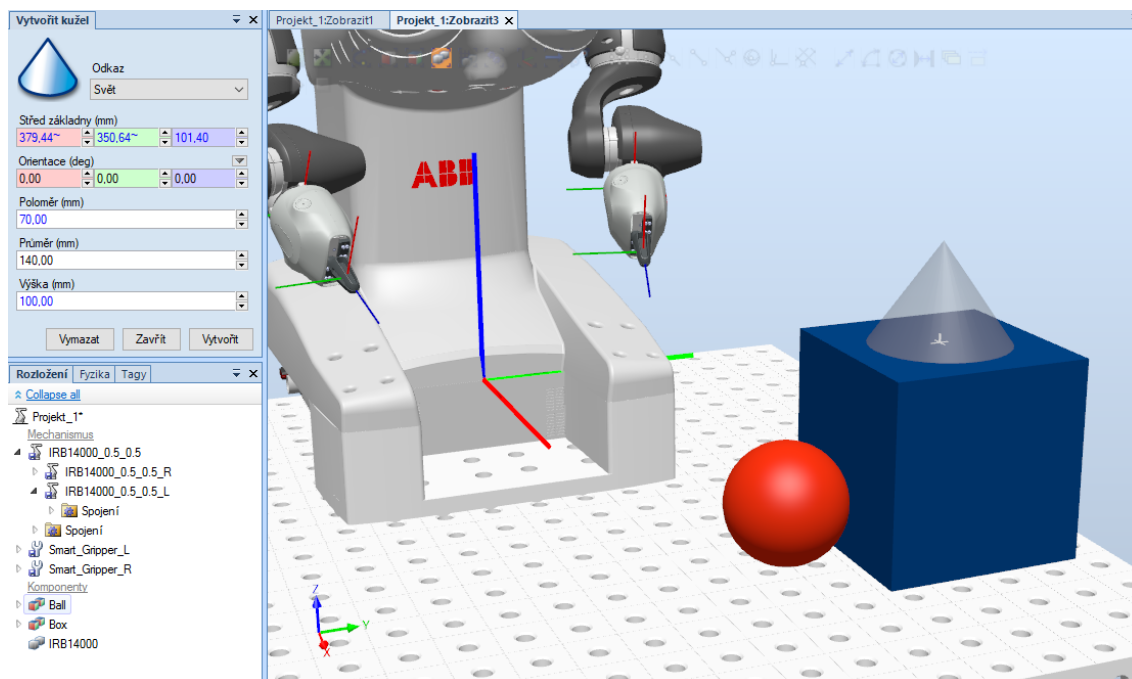 Vytvořit kužel
Odkaz
Svět
Střed základny (mm)
379,44~ 350,64~ 101,40
Orientace (deg)
0,00 0,00 0,00
Poloměr (mm)
70,00
Průměr (mm)
140,00
Výška (mm)
100,00
Vymazat Zavřít Vytvořit
Rozložení Fyzika Tagy
Collapse all
Projekt_1*
Mechanismus
IRB14000_0.5_0.5
IRB14000_0.5_0.5_R
IRB14000_0.5_0.5_L
Spojení
Spojení
Smart_Gripper_L
Smart_Gripper_R
Komponenty
Ball
Box
IRB14000
Projekt_1:Zobrazit1 Projekt_1:Zobrazit3
ABB
Z
Y
X